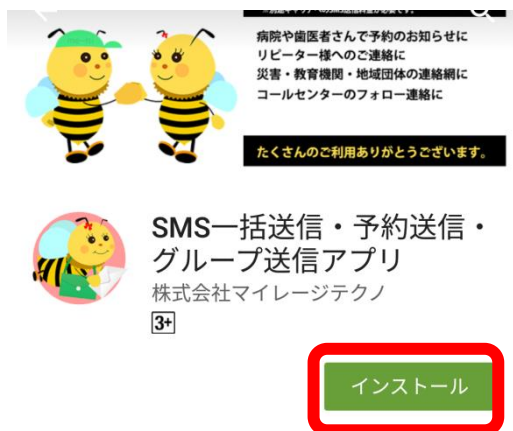 病院や歯医者さんで予約のお知らせに
リピーター様へのご連絡に
災害・教育機関・地域団体の連絡網に
コールセンターのフォロー連絡に
たくさんのご利用ありがとうございます。
SMS一括送信・予約送信・
グループ送信アプリ
株式会社マイレージテクノ
3+
インストール